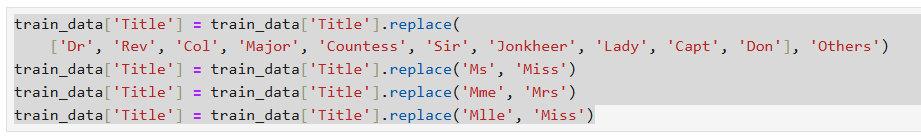 train_data['Title'] = train_data['Title'].replace(
    ['Dr', 'Rev', 'Col', 'Major', 'Countess', 'Sir', 'Jonkheer', 'Lady', 'Capt', 'Don'], 'Others')
train_data['Title'] = train_data['Title'].replace('Ms', 'Miss')
train_data['Title'] = train_data['Title'].replace('Mme', 'Mrs')
train_data['Title'] = train_data['Title'].replace('Mlle', 'Miss')